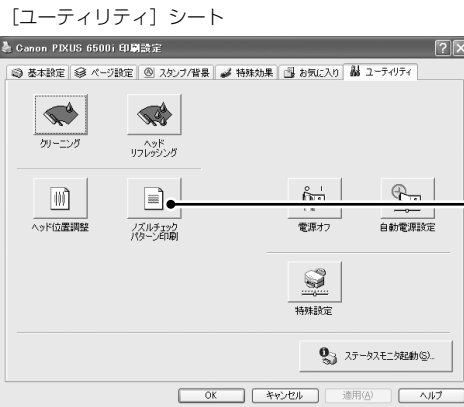 ［ユーティリティ］シート
Canon PIXUS 6500i 印刷設定
基本設定 ページ設定 スタンプ/背景 特殊効果 お気に入り ユーティリティ
クリーニング
ヘッド
リフレッシング
ヘッド位置調整
ノズルチェック
パターン印刷
電源オフ
自動電源設定
特殊設定
ステータスモニタ起動(S)...
OK キャンセル 適用(A) ヘルプ